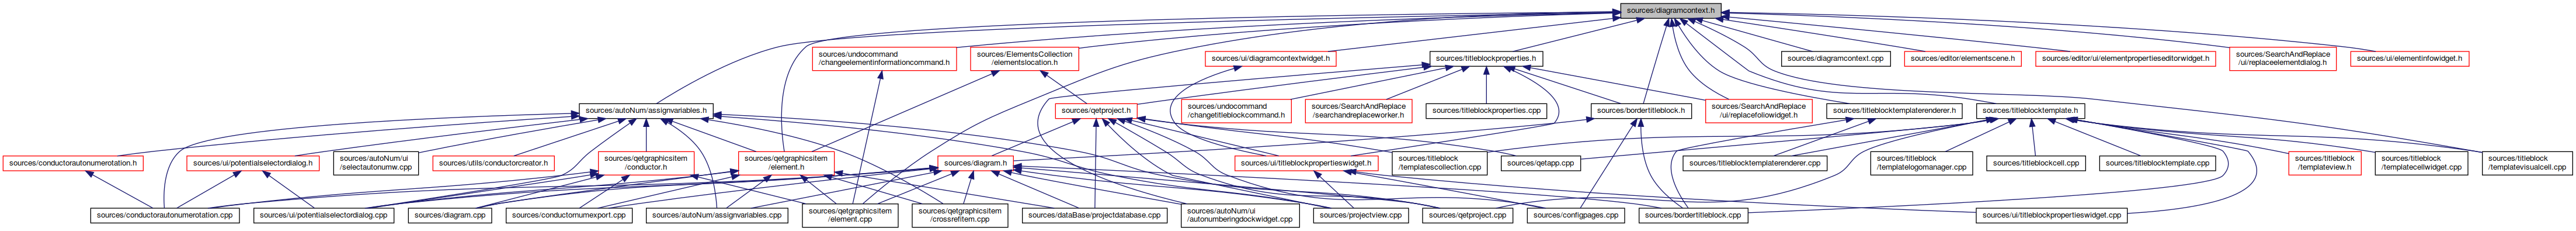 sources/diagramcontext.h
sources/undocommand
/changeelementinformationcommand.h
sources/ElementsCollection
/elementslocation.h
sources/ui/diagramcontextwidget.h
sources/titleblockproperties.h
sources/diagramcontext.cpp
sources/editor/elementscene.h
sources/editor/ui/elementpropertieseditorwidget.h
sources/SearchAndReplace
/ui/replaceelementdialog.h
sources/ui/elementinfowidget.h
sources/autoNum/assignvariables.h
sources/qetproject.h
sources/undocommand
/changetitleblockcommand.h
sources/SearchAndReplace
/searchandreplaceworker.h
sources/titleblockproperties.cpp
sources/bordertitleblock.h
sources/SearchAndReplace
/ui/replacefoliowidget.h
sources/titleblocktemplaterenderer.h
sources/titleblocktemplate.h
sources/conductorautonumerotation.h
sources/ui/potentialselectordialog.h
sources/autoNum/ui
/selectautonumw.cpp
sources/utils/conductorcreator.h
sources/qetgraphicsitem
/conductor.h
sources/qetgraphicsitem
/element.h
sources/diagram.h
sources/ui/titleblockpropertieswidget.h
sources/titleblock
/templatescollection.cpp
sources/qetapp.cpp
sources/titleblocktemplaterenderer.cpp
sources/titleblock
/templatelogomanager.cpp
sources/titleblockcell.cpp
sources/titleblocktemplate.cpp
sources/titleblock
/templateview.h
sources/titleblock
/templatecellwidget.cpp
sources/titleblock
/templatevisualcell.cpp
sources/conductorautonumerotation.cpp
sources/ui/potentialselectordialog.cpp
sources/diagram.cpp
sources/conductornumexport.cpp
sources/autoNum/assignvariables.cpp
sources/qetgraphicsitem
/element.cpp
sources/qetgraphicsitem
/crossrefitem.cpp
sources/dataBase/projectdatabase.cpp
sources/autoNum/ui
/autonumberingdockwidget.cpp
sources/projectview.cpp
sources/qetproject.cpp
sources/configpages.cpp
sources/bordertitleblock.cpp
sources/ui/titleblockpropertieswidget.cpp